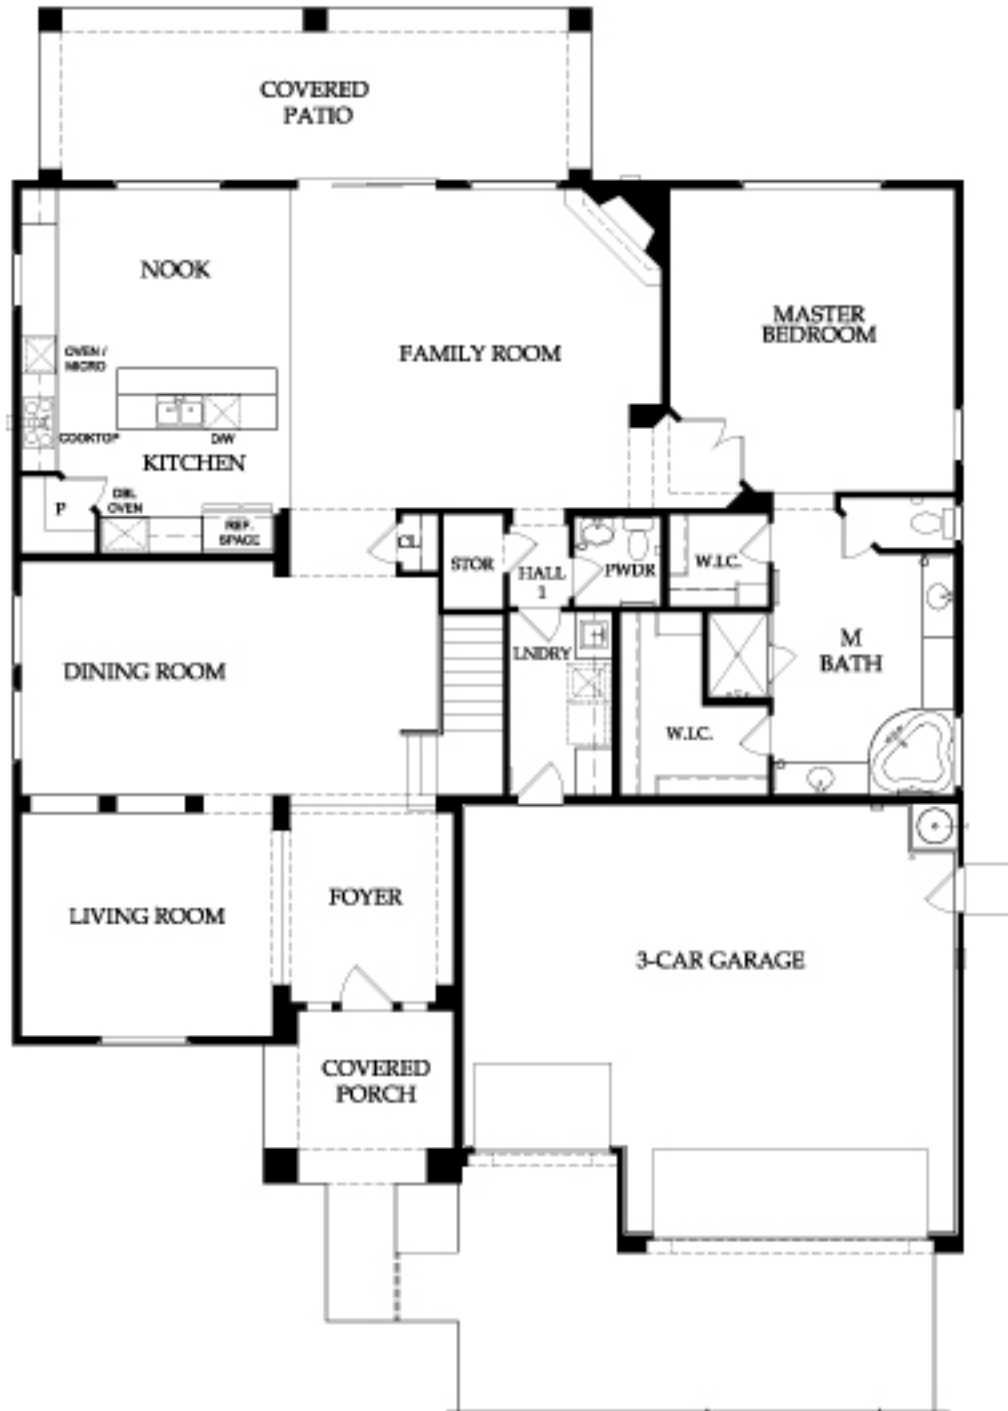 COVERED
PATIO
NOOK
MASTER
BEDROOM
OVEN /
MICRO
FAMILY ROOM
COOKTOP
D/W
KITCHEN
P
DBL
OVEN
REF.
SPACE
CL
STOR
HALL
1
PWDR
W.I.C.
M
BATH
LNDRY
DINING ROOM
W.I.C.
LIVING ROOM
FOYER
3-CAR GARAGE
COVERED
PORCH